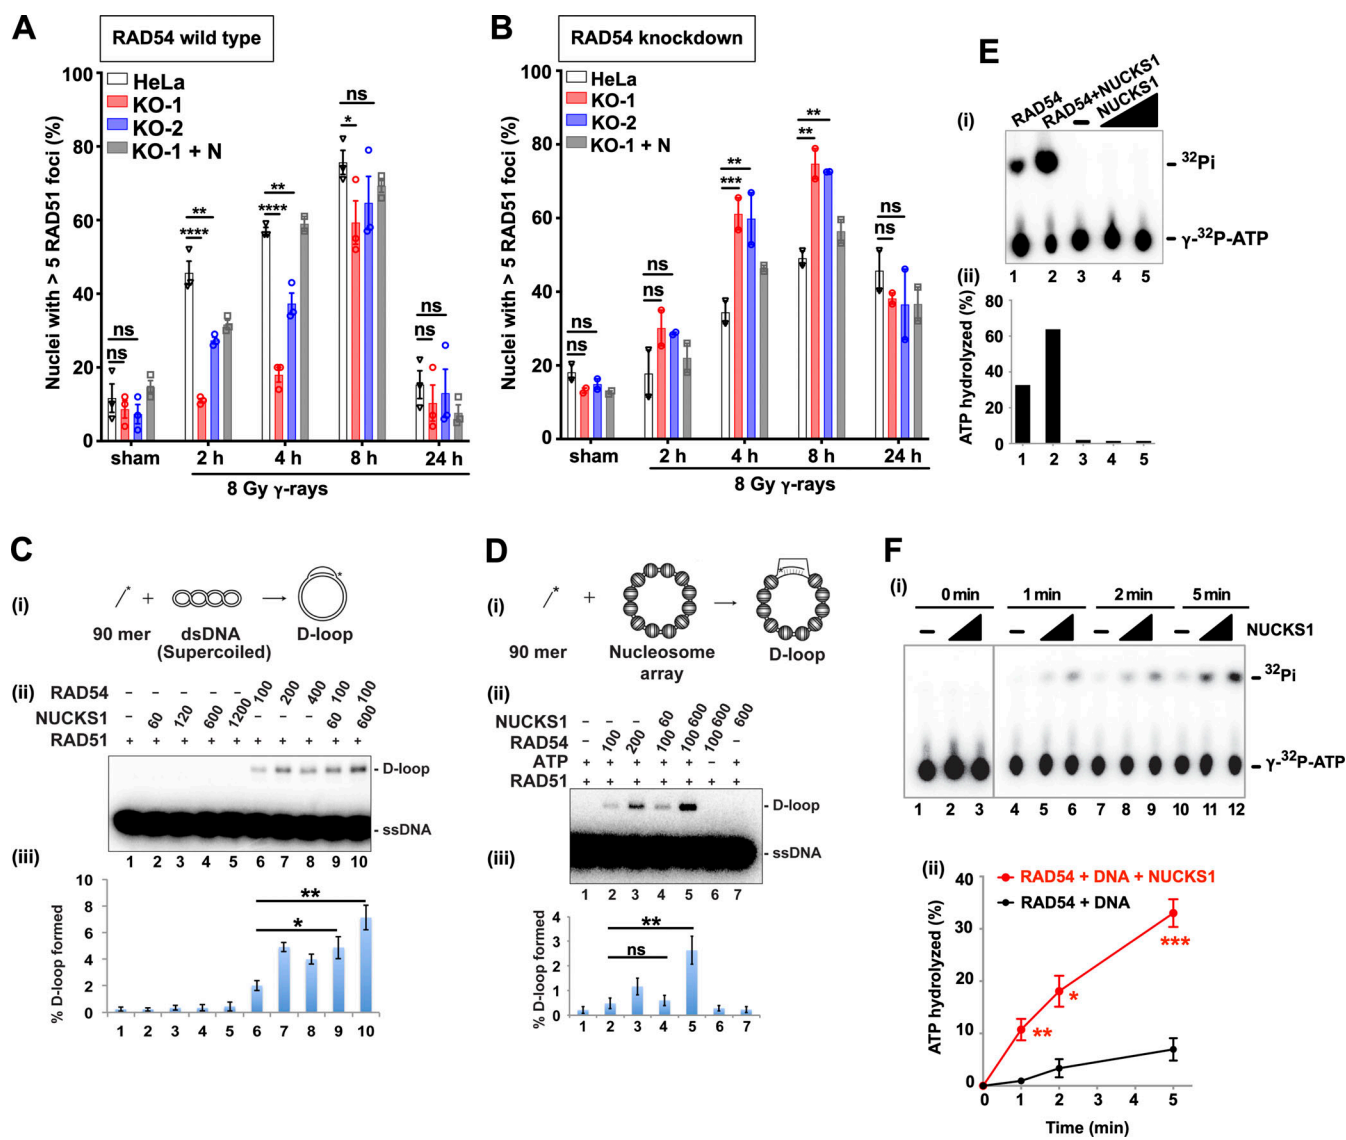 A
RAD54 wild type
Nuclei with > 5 RAD51 foci (%)
100
80
60
40
20
0
HeLa
KO-1
KO-2
KO-1 + N
ns
ns
**
****
**
****
ns
*
ns
ns
sham 2 h 4 h 8 h 24 h
8 Gy γ-rays
B
RAD54 knockdown
Nuclei with > 5 RAD51 foci (%)
100
80
60
40
20
0
HeLa
KO-1
KO-2
KO-1 + N
ns
ns
ns
ns
**
***
**
**
ns
ns
sham 2 h 4 h 8 h 24 h
8 Gy γ-rays
E
(i)
RAD54
RAD54+NUCKS1
–
NUCKS1
32Pi
γ-32P-ATP
1 2 3 4 5
(ii)
ATP hydrolyzed (%)
80
60
40
20
0
1 2 3 4 5
C
(i)
* + → *
90 mer dsDNA (Supercoiled) D-loop
(ii)
RAD54 – – – – – 100 200 400 100 100
NUCKS1 – 60 120 600 1200 – – – 60 600
RAD51 + + + + + + + + + +
D-loop
ssDNA
1 2 3 4 5 6 7 8 9 10
(iii)
% D-loop formed
10
8
6
4
2
0
**
*
1 2 3 4 5 6 7 8 9 10
D
(i)
* + → *
90 mer Nucleosome array D-loop
(ii)
NUCKS1 – – – 60 600 600 600
RAD54 – 100 200 100 100 100 –
ATP + + + + + – +
RAD51 + + + + + + +
D-loop
ssDNA
1 2 3 4 5 6 7
(iii)
% D-loop formed
4
3
2
1
0
**
ns
1 2 3 4 5 6 7
F
(i)
0 min 1 min 2 min 5 min
– – – – NUCKS1
32Pi
γ-32P-ATP
1 2 3 4 5 6 7 8 9 10 11 12
(ii)
RAD54 + DNA + NUCKS1
RAD54 + DNA
ATP hydrolyzed (%)
40
30
20
10
0
**
*
***
0 1 2 3 4 5
Time (min)